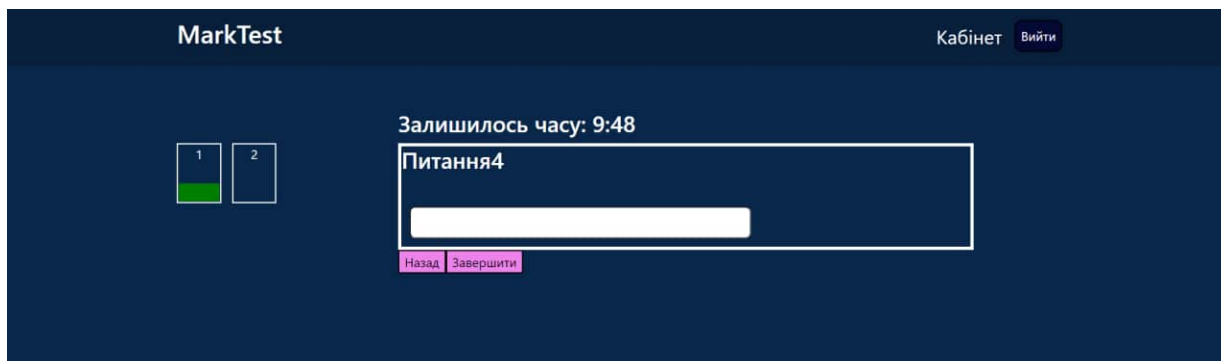 MarkTest
Кабінет Вийти
Залишилось часу: 9:48
1 2
Питання4
Назад Завершити